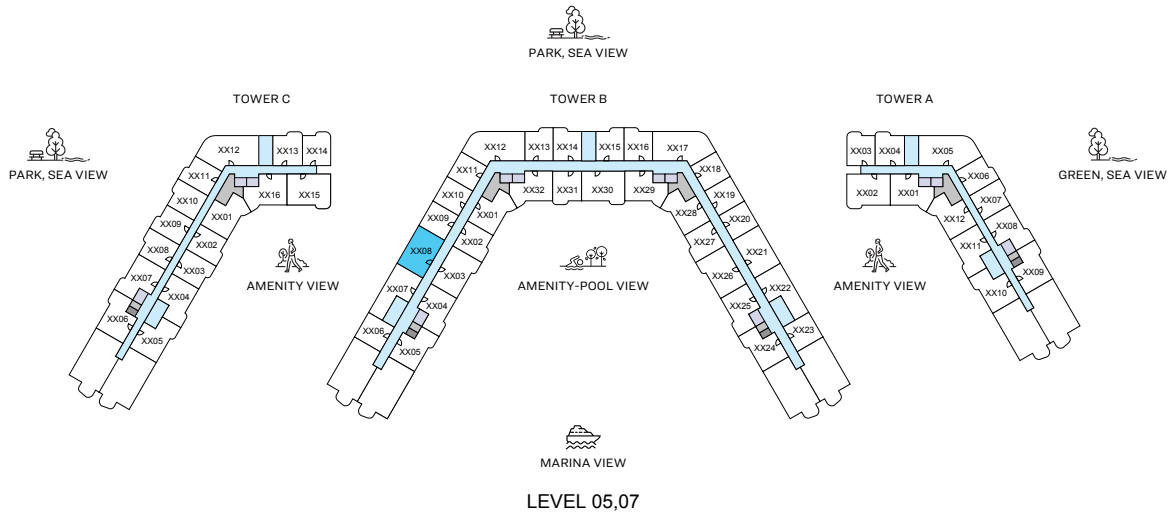 PARK, SEA VIEW
TOWER C
TOWER B
TOWER A
PARK, SEA VIEW
GREEN, SEA VIEW
XX12
XX13
XX14
XX11
XX10
XX09
XX08
XX07
XX06
XX01
XX16
XX15
XX02
XX03
XX04
XX05
AMENITY VIEW
XX12
XX13
XX14
XX15
XX16
XX17
XX11
XX10
XX09
XX08
XX07
XX06
XX01
XX02
XX03
XX04
XX05
XX32
XX31
XX30
XX29
XX28
XX27
XX26
XX25
XX24
XX18
XX19
XX20
XX21
XX22
XX23
AMENITY-POOL VIEW
XX03
XX04
XX05
XX02
XX01
XX06
XX07
XX08
XX09
XX12
XX11
XX10
AMENITY VIEW
MARINA VIEW
LEVEL 05,07